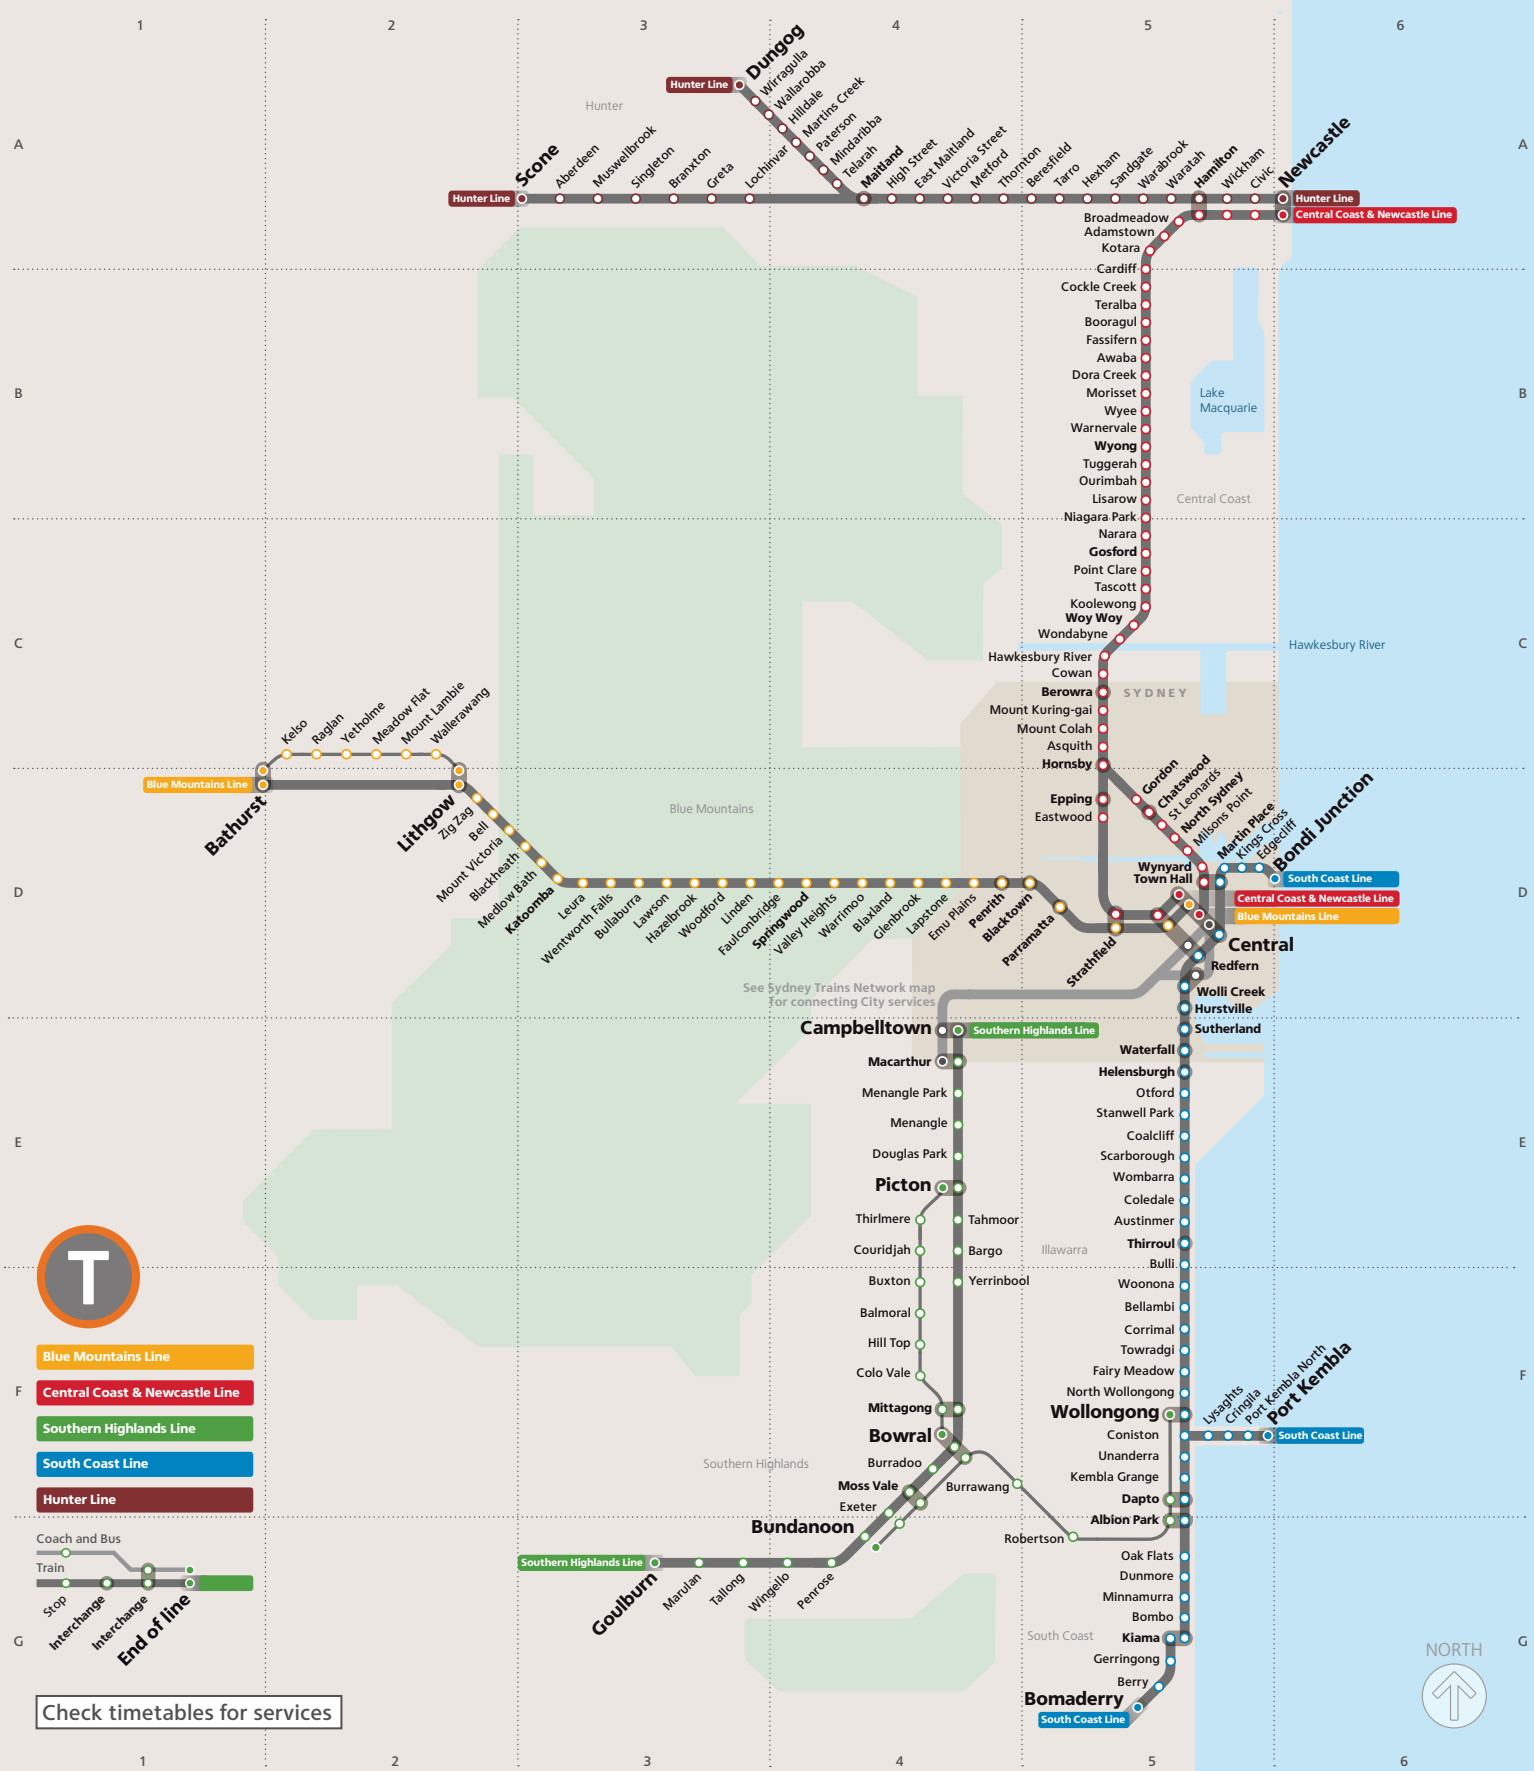 1
2
3
4
5
6
A
A
Hunter Line
Dungog
Wirragulla
Wallarobba
Hilldale
Martins Creek
Paterson
Mindaribba
Telarah
Hunter
Hunter Line
Scone
Aberdeen
Muswellbrook
Singleton
Branxton
Greta
Lochinvar
Maitland
High Street
East Maitland
Victoria Street
Metford
Thornton
Beresfield
Tarro
Hexham
Sandgate
Warabrook
Waratah
Hamilton
Wickham
Civic
Newcastle
Hunter Line
Central Coast & Newcastle Line
Broadmeadow
Adamstown
Kotara
Cardiff
Cockle Creek
Teralba
Booragul
Fassifern
Awaba
Dora Creek
B
Morisset
Lake
Macquarie
B
Wyee
Warnervale
Wyong
Tuggerah
Ourimbah
Lisarow
Central Coast
Niagara Park
Narara
Gosford
Point Clare
Tascott
Koolewong
Woy Woy
Wondabyne
C
Hawkesbury River
C
Hawkesbury River
Cowan
Berowra
SYDNEY
Mount Kuring-gai
Mount Colah
Asquith
Hornsby
Kelso
Raglan
Yetholme
Meadow Flat
Mount Lambie
Wallerawang
Blue Mountains Line
Bathurst
Lithgow
Zig Zag
Bell
Mount Victoria
Blackheath
Medlow Bath
Katoomba
Leura
Wentworth Falls
Bullaburra
Lawson
Hazelbrook
Woodford
Linden
Faulconbridge
Springwood
Valley Heights
Warrimoo
Blaxland
Glenbrook
Lapstone
Emu Plains
Penrith
Blacktown
Parramatta
Strathfield
Blue Mountains
Epping
Eastwood
Gordon
Chatswood
St Leonards
North Sydney
Milsons Point
Wynyard
Town Hall
Martin Place
Kings Cross
Edgecliff
Bondi Junction
South Coast Line
D
D
Central Coast & Newcastle Line
Blue Mountains Line
Central
Redfern
Wolli Creek
Hurstville
Sutherland
See Sydney Trains Network map
for connecting City services
Campbelltown
Southern Highlands Line
Macarthur
Menangle Park
Menangle
Douglas Park
Picton
Thirlmere
Tahmoor
Couridjah
Bargo
Buxton
Yerrinbool
Balmoral
Hill Top
Colo Vale
Mittagong
Bowral
Burradoo
Southern Highlands
Moss Vale
Burrawang
Exeter
Bundanoon
Robertson
Southern Highlands Line
Goulburn
Marulan
Tallong
Wingello
Penrose
Waterfall
Helensburgh
Otford
Stanwell Park
E
Coalcliff
E
Scarborough
Wombarra
Coledale
Austinmer
Thirroul
Illawarra
Bulli
Woonona
Bellambi
Corrimal
Towradgi
Fairy Meadow
North Wollongong
F
F
Wollongong
Coniston
Lysaghts
Cringila
Port Kembla North
Port Kembla
South Coast Line
Unanderra
Kembla Grange
Dapto
Albion Park
Oak Flats
Dunmore
Minnamurra
Bombo
South Coast
Kiama
G
G
Gerringong
Berry
Bomaderry
South Coast Line
T
Blue Mountains Line
Central Coast & Newcastle Line
Southern Highlands Line
South Coast Line
Hunter Line
Coach and Bus
Train
Stop
Interchange
Interchange
End of line
Check timetables for services
NORTH
1
2
3
4
5
6